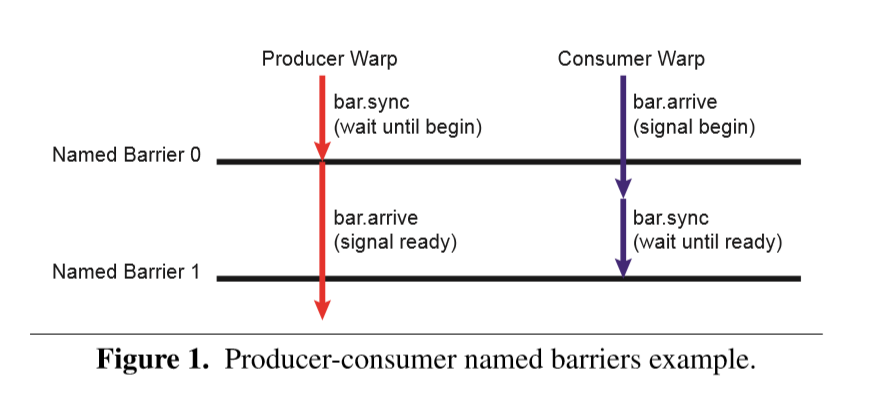 Producer Warp
Consumer Warp
bar.sync
(wait until begin)
bar.arrive
(signal begin)
Named Barrier 0
bar.arrive
(signal ready)
bar.sync
(wait until ready)
Named Barrier 1
Figure 1. Producer-consumer named barriers example.